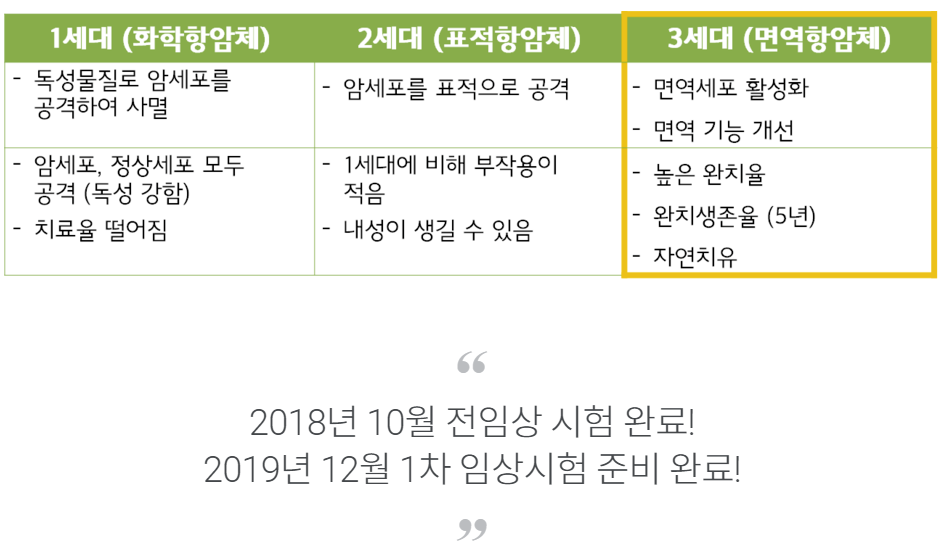 1세대 (화학항암체)
2세대 (표적항암체)
3세대 (면역항암체)
- 독성물질로 암세포를
공격하여 사멸
- 암세포를 표적으로 공격
- 면역세포 활성화
- 면역 기능 개선
- 암세포, 정상세포 모두
공격 (독성 강함)
- 치료율 떨어짐
- 1세대에 비해 부작용이
적음
- 내성이 생길 수 있음
- 높은 완치율
- 완치생존율 (5년)
- 자연치유
“
2018년 10월 전임상 시험 완료!
2019년 12월 1차 임상시험 준비 완료!
”